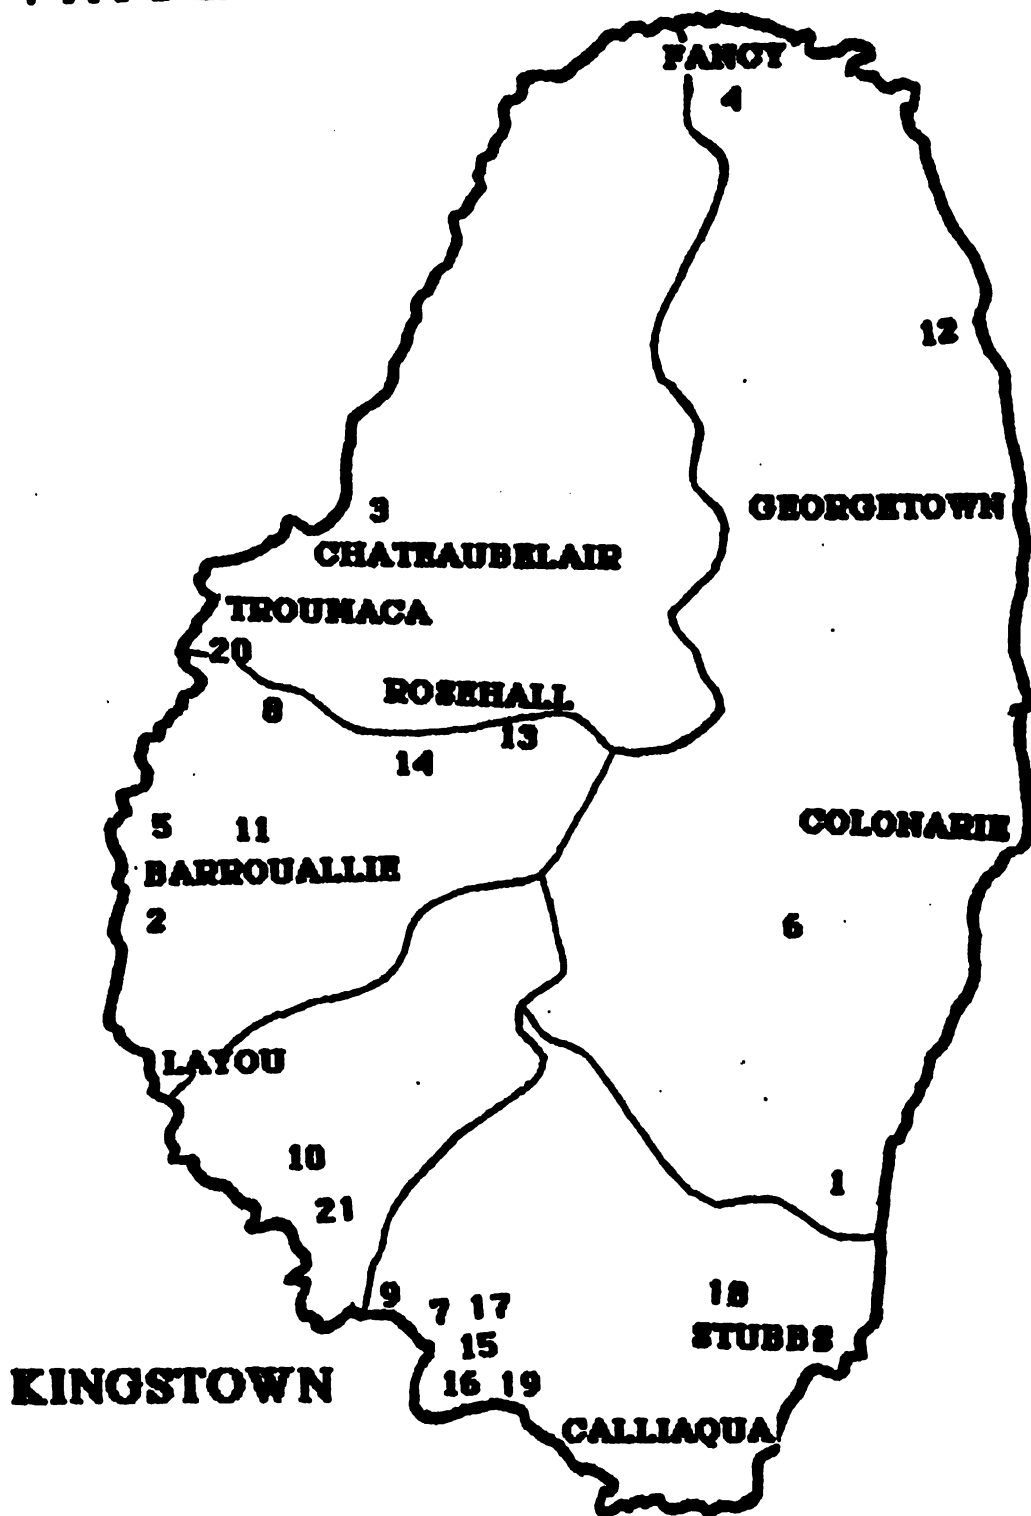 FANCY
4
12
3
GEORGETOWN
CHATEAUBELAIR
TROUMACA
20
ROSEHALL
8
13
14
5 11
COLONARIE
BARROUALLIE
2
6
LAYOU
10
1
21
9
7 17
18
15
STUBBS
16 19
KINGSTOWN
CALLIAQUA